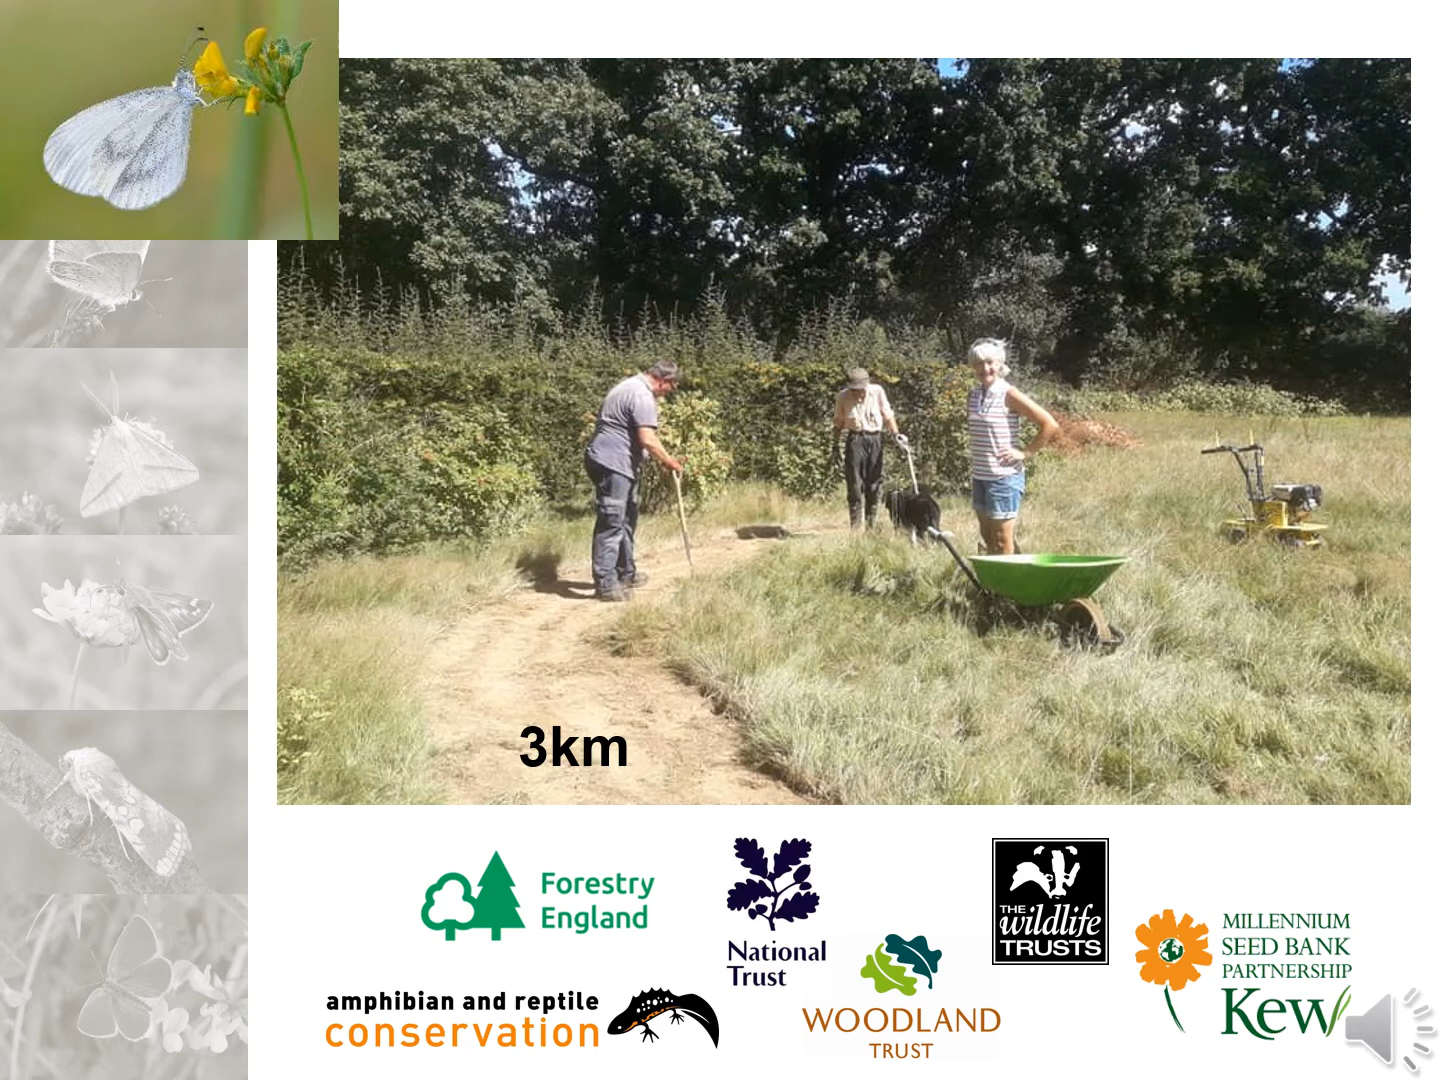 3km
Forestry
England
National
Trust
THE
wildlife
TRUSTS
MILLENNIUM
SEED BANK
PARTNERSHIP
Kew
amphibian and reptile
conservation
WOODLAND
TRUST